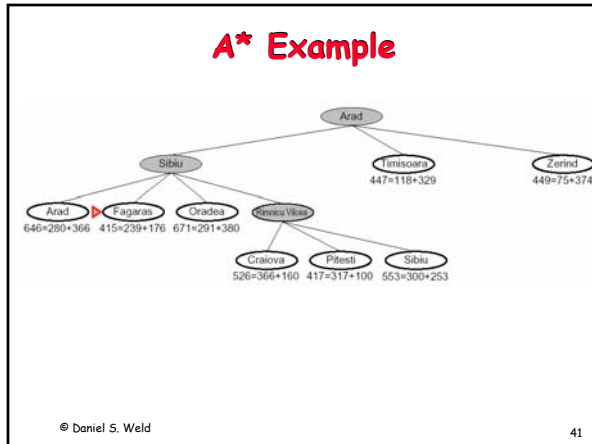 A* Example
Arad
Sibiu
Timisoara
Zerind
447=118+329
449=75+374
Arad
Fagaras
Oradea
Rimnicu Vilcea
646=280+366
415=239+176
671=291+380
Craiova
Pitesti
Sibiu
526=366+160
417=317+100
553=300+253
© Daniel S. Weld
41